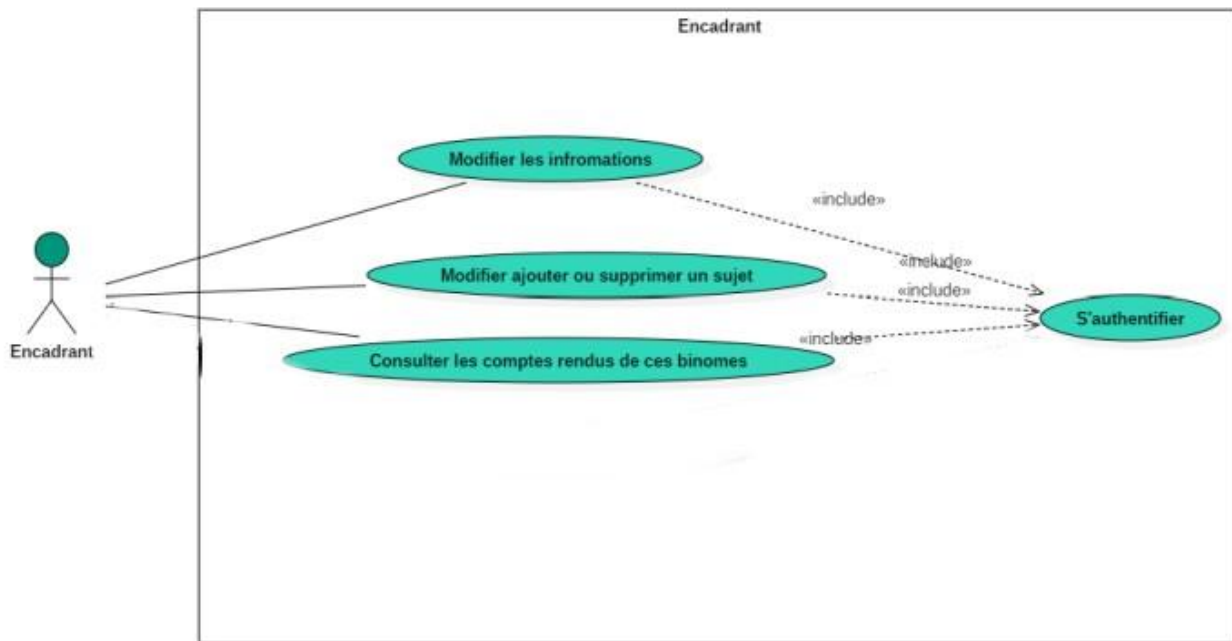 Encadrant
Modifier les infromations
«include»
«include»
Modifier ajouter ou supprimer un sujet
«include»
S'authentifier
«include»
Encadrant
Consulter les comptes rendus de ces binomes